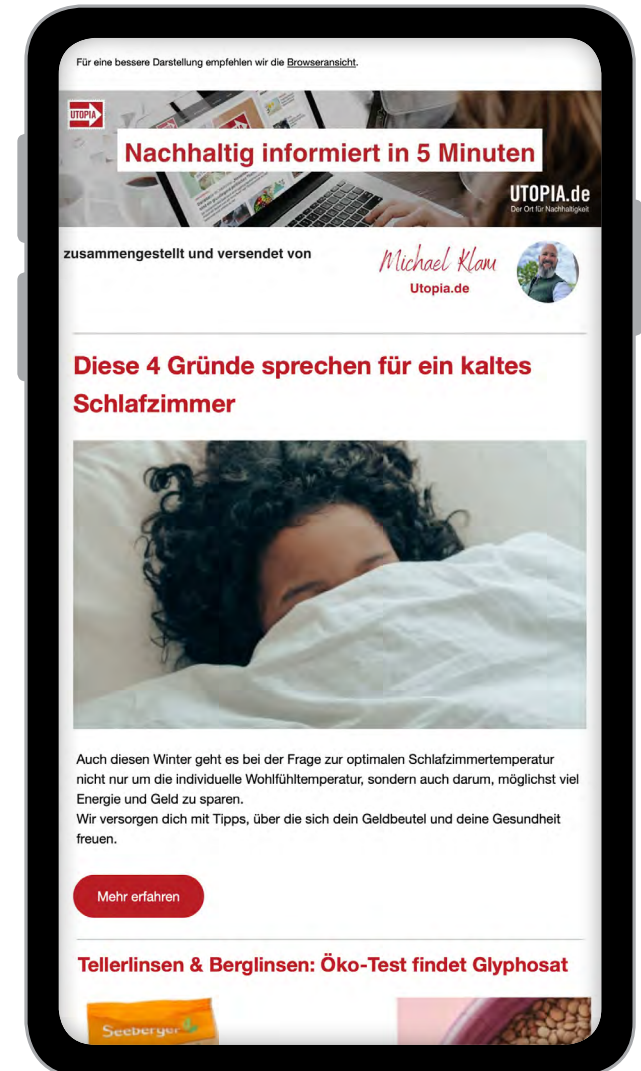 Für eine bessere Darstellung empfehlen wir die Browseransicht.
UTOPIA
Nachhaltig informiert in 5 Minuten
UTOPIA.de
Der Ort für Nachhaltigkeit
zusammengestellt und versendet von
Michael Klam
Utopia.de
Diese 4 Gründe sprechen für ein kaltes
Schlafzimmer
Auch diesen Winter geht es bei der Frage zur optimalen Schlafzimmertemperatur
nicht nur um die individuelle Wohlfühltemperatur, sondern auch darum, möglichst viel
Energie und Geld zu sparen.
Wir versorgen dich mit Tipps, über die sich dein Geldbeutel und deine Gesundheit
freuen.
Mehr erfahren
Tellerlinsen & Berglinsen: Öko-Test findet Glyphosat
Seeberger